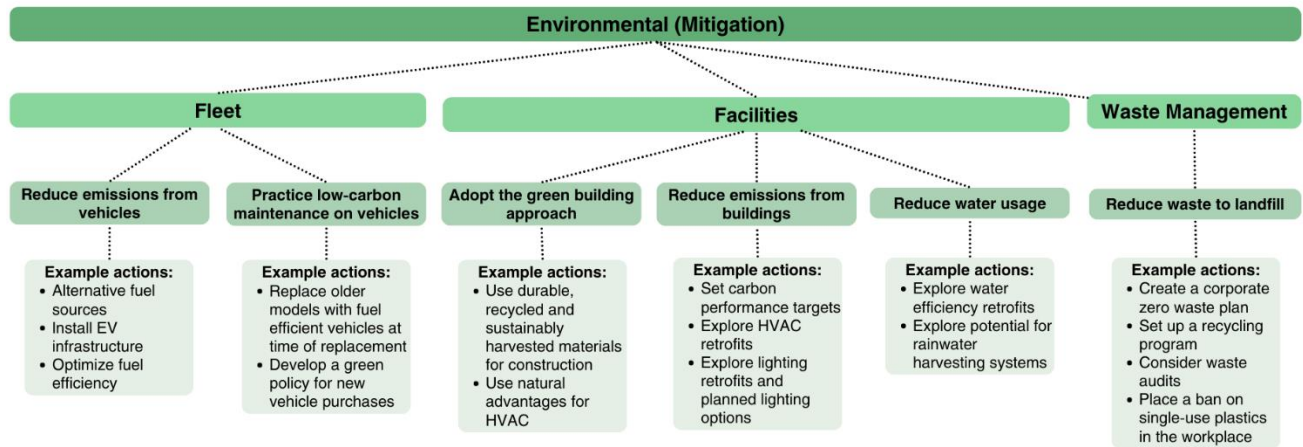 Environmental (Mitigation)
Fleet
Facilities
Waste Management
Reduce emissions from
vehicles
Practice low-carbon
maintenance on vehicles
Adopt the green building
approach
Reduce emissions from
buildings
Reduce water usage
Reduce waste to landfill
Example actions:
• Alternative fuel
sources
• Install EV
infrastructure
• Optimize fuel
efficiency
Example actions:
• Replace older
models with fuel
efficient vehicles at
time of replacement
• Develop a green
policy for new
vehicle purchases
Example actions:
• Use durable,
recycled and
sustainably
harvested materials
for construction
• Use natural
advantages for
HVAC
Example actions:
• Set carbon
performance targets
• Explore HVAC
retrofits
• Explore lighting
retrofits and
planned lighting
options
Example actions:
• Explore water
efficiency retrofits
• Explore potential for
rainwater
harvesting systems
Example actions:
• Create a corporate
zero waste plan
• Set up a recycling
program
• Consider waste
audits
• Place a ban on
single-use plastics
in the workplace